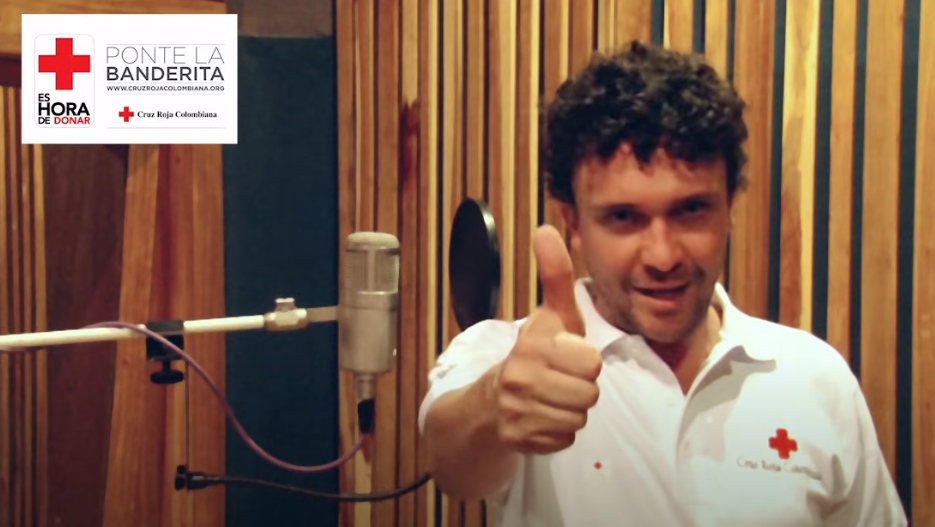 ES
HORA
DE DONAR
PONTE LA
BANDERITA
WWW.CRUZROJACOLOMBIANA.ORG
Cruz Roja Colombiana
Cruz Roja Colombiana